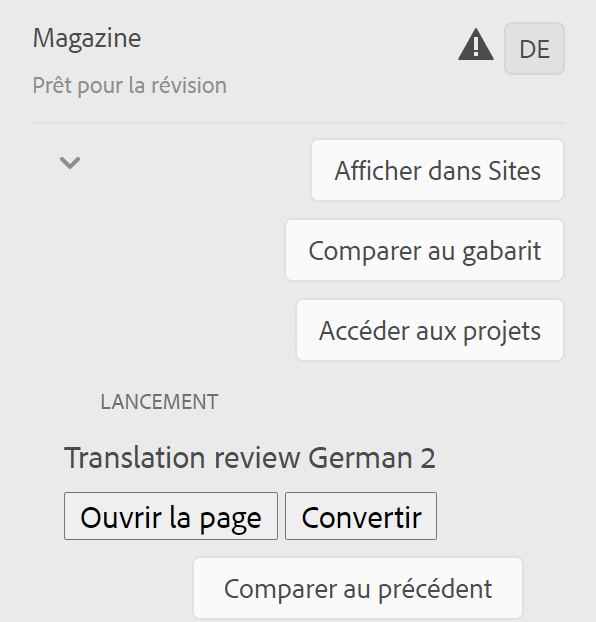 Magazine
DE
Prêt pour la révision
Afficher dans Sites
Comparer au gabarit
Accéder aux projets
LANCEMENT
Translation review German 2
Ouvrir la page Convertir
Comparer au précédent